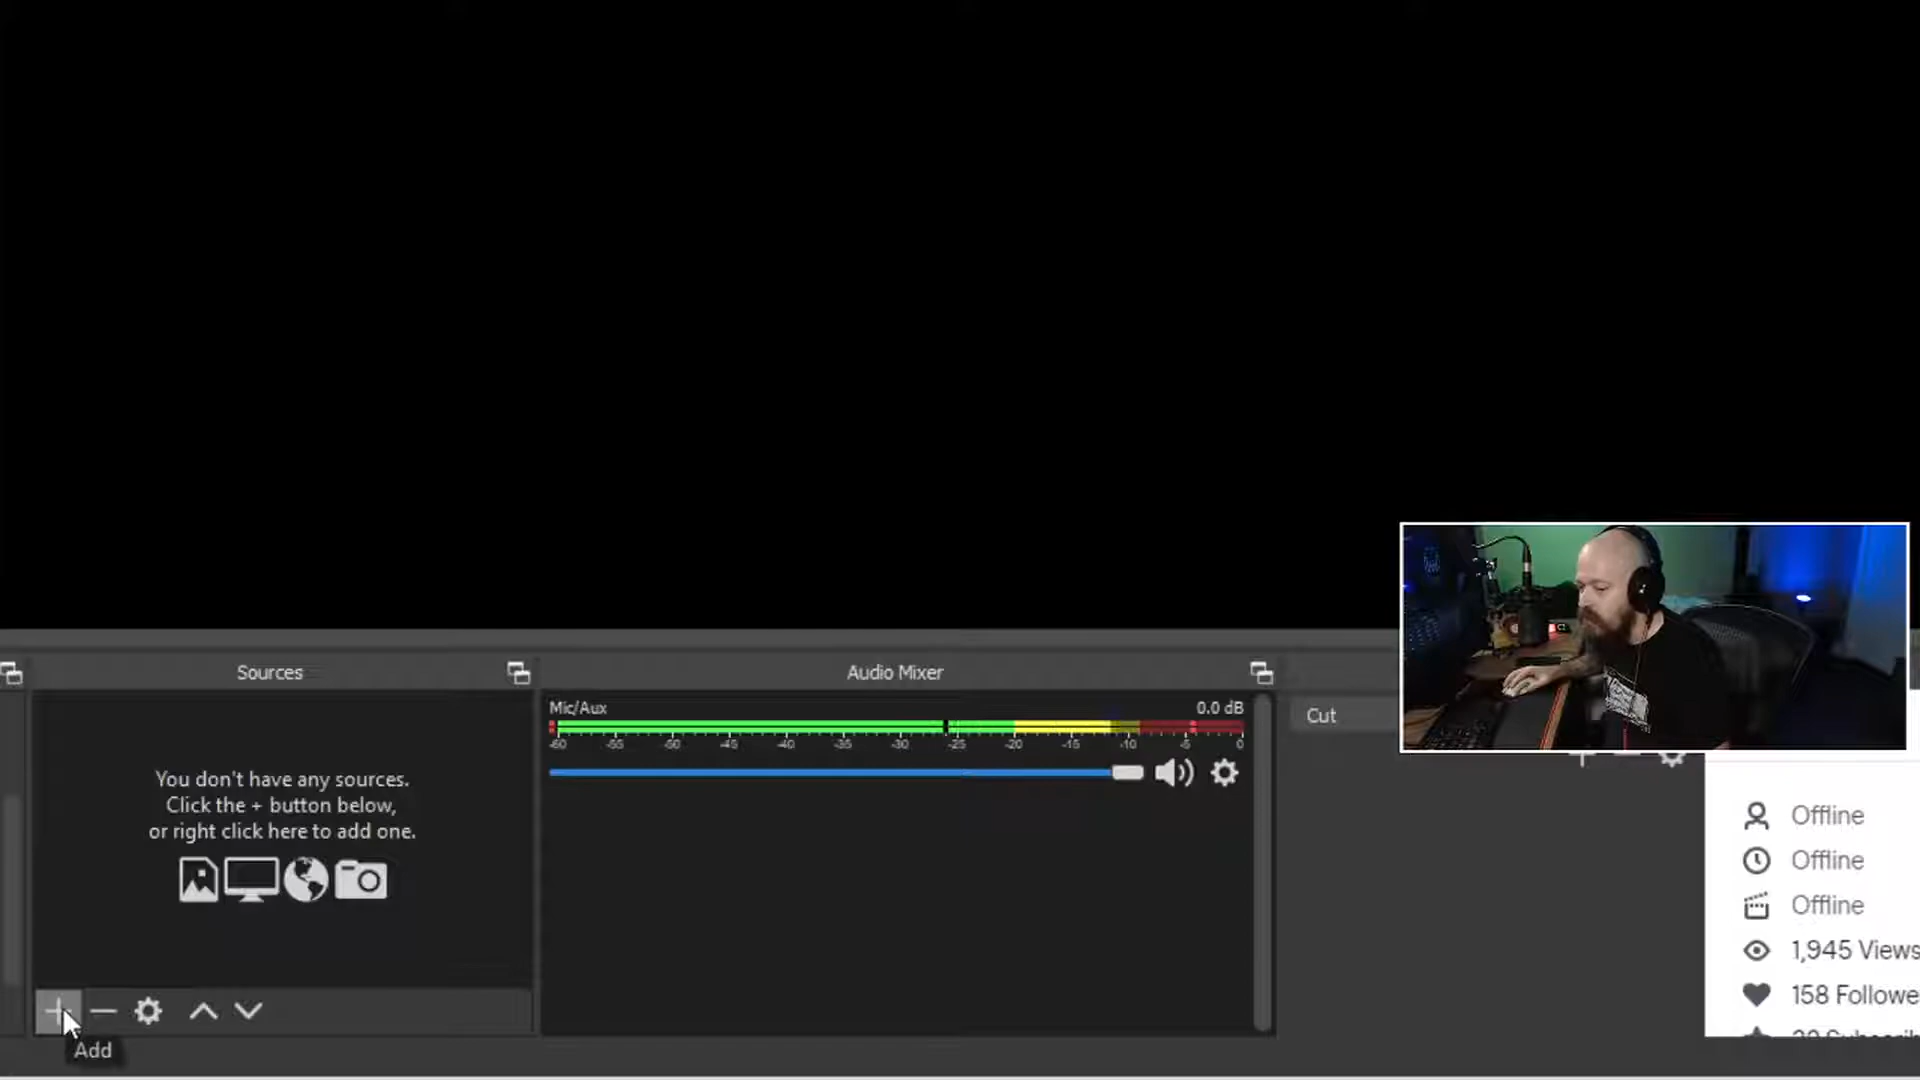 Sources
Audio Mixer
You don't have any sources.
Click the + button below,
or right click here to add one.
Add
Mic/Aux
0.0 dB
-60 -55 -50 -45 -40 -35 -30 -25 -20 -15 -10 -5 0
Cut
Offline
Offline
Offline
1,945 Views
158 Followe